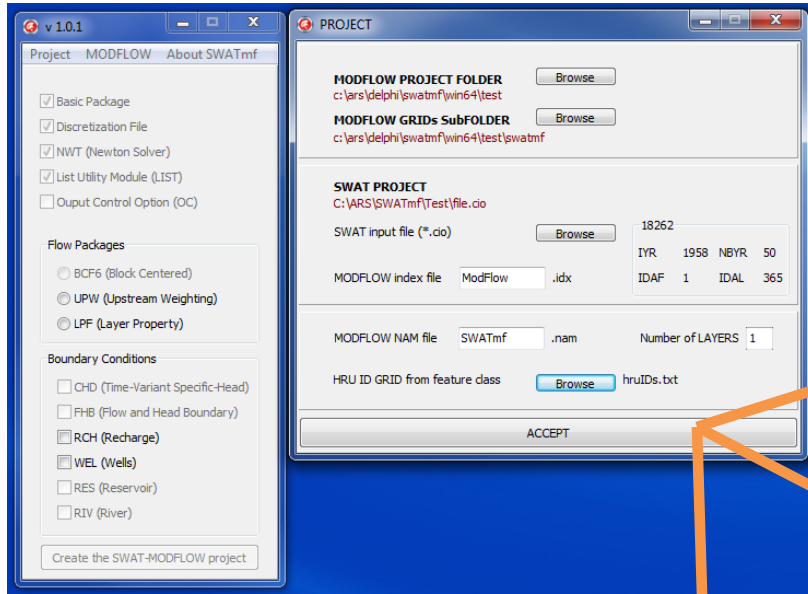 v 1.0.1
Project MODFLOW About SWATmf
Basic Package
Discretization File
NWT (Newton Solver)
List Utility Module (LIST)
Ouput Control Option (OC)
Flow Packages
BCF6 (Block Centered)
UPW (Upstream Weighting)
LPF (Layer Property)
Boundary Conditions
CHD (Time-Variant Specific-Head)
FHB (Flow and Head Boundary)
RCH (Recharge)
WEL (Wells)
RES (Reservoir)
RIV (River)
Create the SWAT-MODFLOW project
PROJECT
MODFLOW PROJECT FOLDER Browse
c:\ars\delphi\swatmf\win64\test
MODFLOW GRIDs SubFOLDER Browse
c:\ars\delphi\swatmf\win64\test\swatmf
SWAT PROJECT
C:\ARS\SWATmf\Test\file.cio
SWAT input file (*.cio) Browse
MODFLOW index file ModFlow .idx
18262
IYR 1958 NBYR 50
IDAF 1 IDAL 365
MODFLOW NAM file SWATmf .nam Number of LAYERS 1
HRU ID GRID from feature class Browse hruIDs.txt
ACCEPT